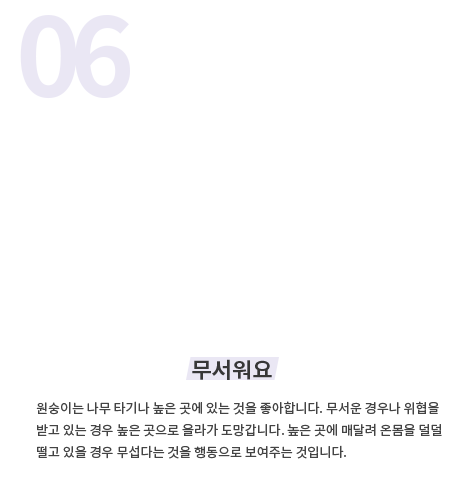 06
무서워요
원숭이는 나무 타기나 높은 곳에 있는 것을 좋아합니다. 무서운 경우나 위협을
받고 있는 경우 높은 곳으로 올라가 도망갑니다. 높은 곳에 매달려 온몸을 덜덜
떨고 있을 경우 무섭다는 것을 행동으로 보여주는 것입니다.